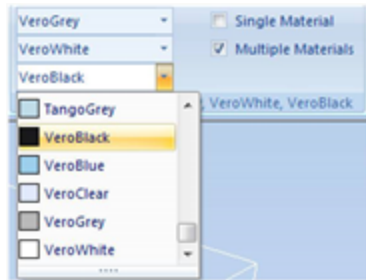 VeroGrey
Single Material
VeroWhite
Multiple Materials
VeroBlack
, VeroWhite, VeroBlack
TangoGrey
VeroBlack
VeroBlue
VeroClear
VeroGrey
VeroWhite